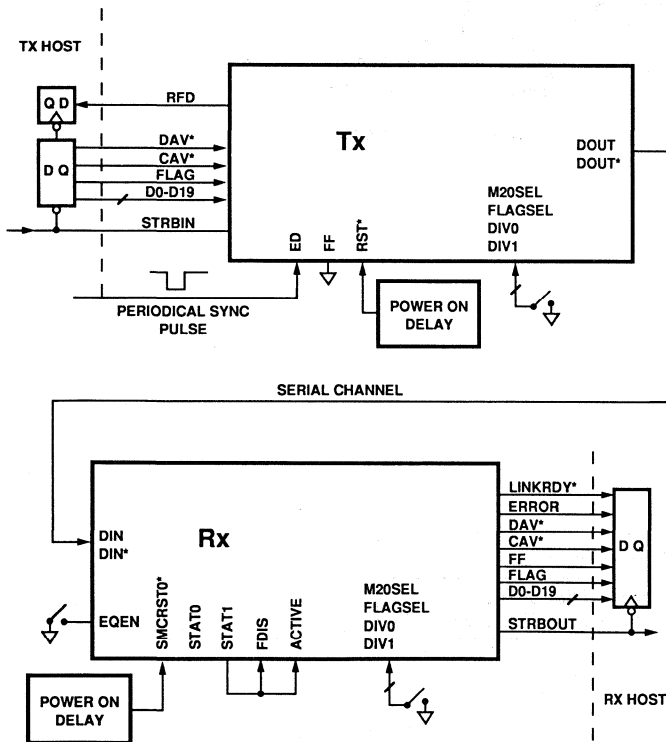 TX HOST
Q D
RFD
D Q
DAV*
CAV*
FLAG
D0-D19
STRBIN
Tx
DOUT
DOUT*
M20SEL
FLAGSEL
DIV0
DIV1
ED
FF
RST*
PERIODICAL SYNC
PULSE
POWER ON
DELAY
SERIAL CHANNEL
DIN
DIN*
Rx
EQEN
SMCRST0*
STAT0
STAT1
FDIS
ACTIVE
M20SEL
FLAGSEL
DIV0
DIV1
LINKRDY*
ERROR
DAV*
CAV*
FF
FLAG
D0-D19
STRBOUT
D Q
POWER ON
DELAY
RX HOST